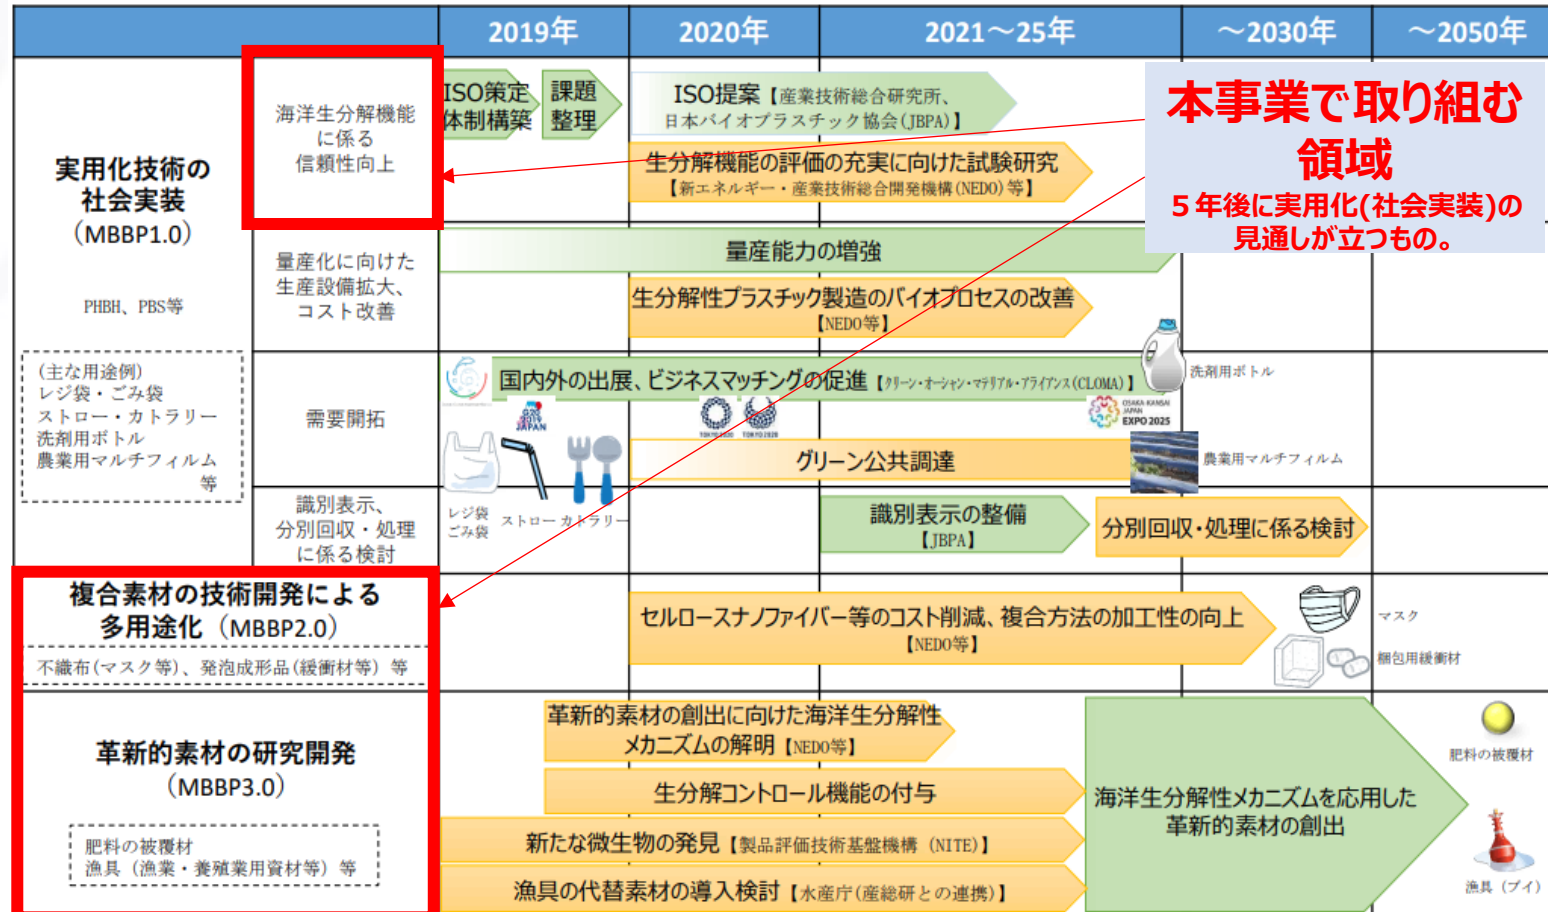 2019年
2020年
2021～25年
～2030年
～2050年
実用化技術の
社会実装
（MBBP1.0）
PHBH、PBS等
(主な用途例)
レジ袋・ごみ袋
ストロー・カトラリー
洗剤用ボトル
農業用マルチフィルム
等
海洋生分解機能
に係る
信頼性向上
ISO策定
体制構築
課題
整理
ISO提案【産業技術総合研究所、
日本バイオプラスチック協会(JBPA)】
生分解機能の評価の充実に向けた試験研究
【新エネルギー・産業技術総合開発機構(NEDO)等】
本事業で取り組む
領域
５年後に実用化(社会実装)の
見通しが立つもの。
量産化に向けた
生産設備拡大、
コスト改善
量産能力の増強
生分解性プラスチック製造のバイオプロセスの改善
【NEDO等】
需要開拓
国内外の出展、ビジネスマッチングの促進【クリーン・オーシャン・マテリアル・アライアンス(CLOMA)】
洗剤用ボトル
G20
2019
JAPAN
TOKYO 2020
TOKYO 2020
OSAKA-KANSAI
JAPAN
EXPO 2025
グリーン公共調達
農業用マルチフィルム
レジ袋
ごみ袋
ストロー
カトラリー
識別表示、
分別回収・処理
に係る検討
識別表示の整備
【JBPA】
分別回収・処理に係る検討
複合素材の技術開発による
多用途化（MBBP2.0）
不織布(マスク等)、発泡成形品(緩衝材等) 等
セルロースナノファイバー等のコスト削減、複合方法の加工性の向上
【NEDO等】
マスク
梱包用緩衝材
革新的素材の研究開発
（MBBP3.0）
肥料の被覆材
漁具（漁業・養殖業用資材等）等
革新的素材の創出に向けた海洋生分解性
メカニズムの解明【NEDO等】
生分解コントロール機能の付与
新たな微生物の発見【製品評価技術基盤機構（NITE)】
漁具の代替素材の導入検討【水産庁(産総研との連携)】
海洋生分解性メカニズムを応用した
革新的素材の創出
肥料の被覆材
漁具（ブイ）